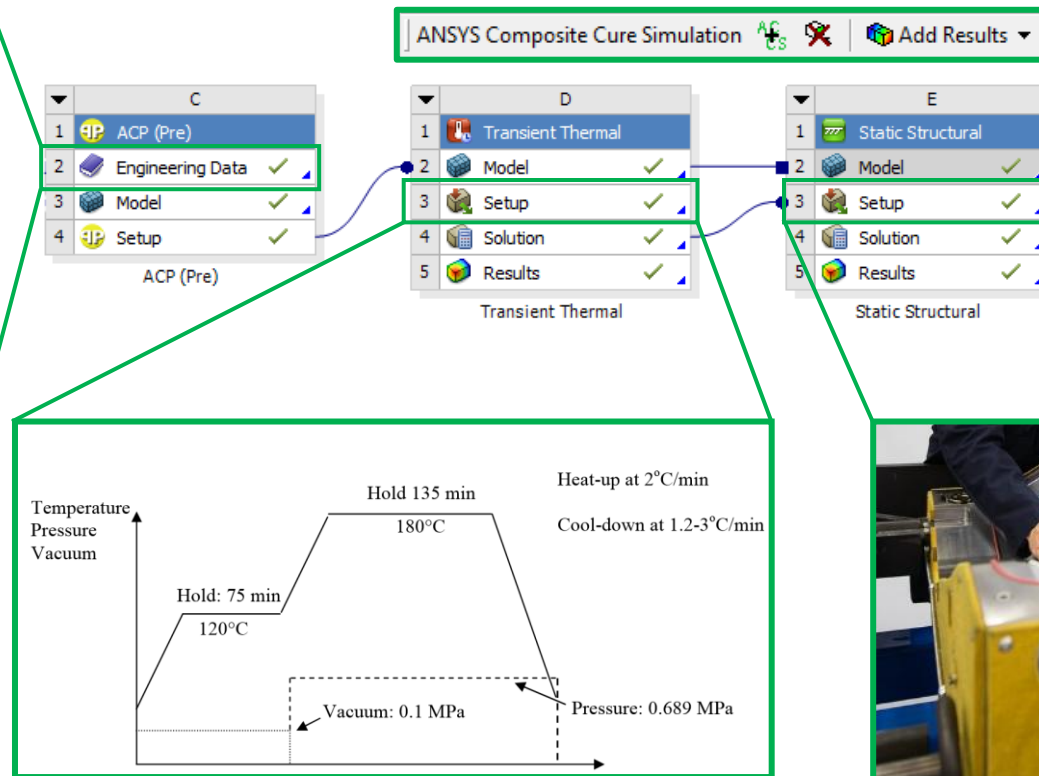 ANSYS Composite Cure Simulation ACCS Add Results
C
1 ACP (Pre)
2 Engineering Data
3 Model
4 Setup
ACP (Pre)
D
1 Transient Thermal
2 Model
3 Setup
4 Solution
5 Results
Transient Thermal
E
1 Static Structural
2 Model
3 Setup
4 Solution
5 Results
Static Structural
Temperature
Pressure
Vacuum
Hold: 75 min
120°C
Hold 135 min
180°C
Heat-up at 2°C/min
Cool-down at 1.2-3°C/min
Vacuum: 0.1 MPa
Pressure: 0.689 MPa